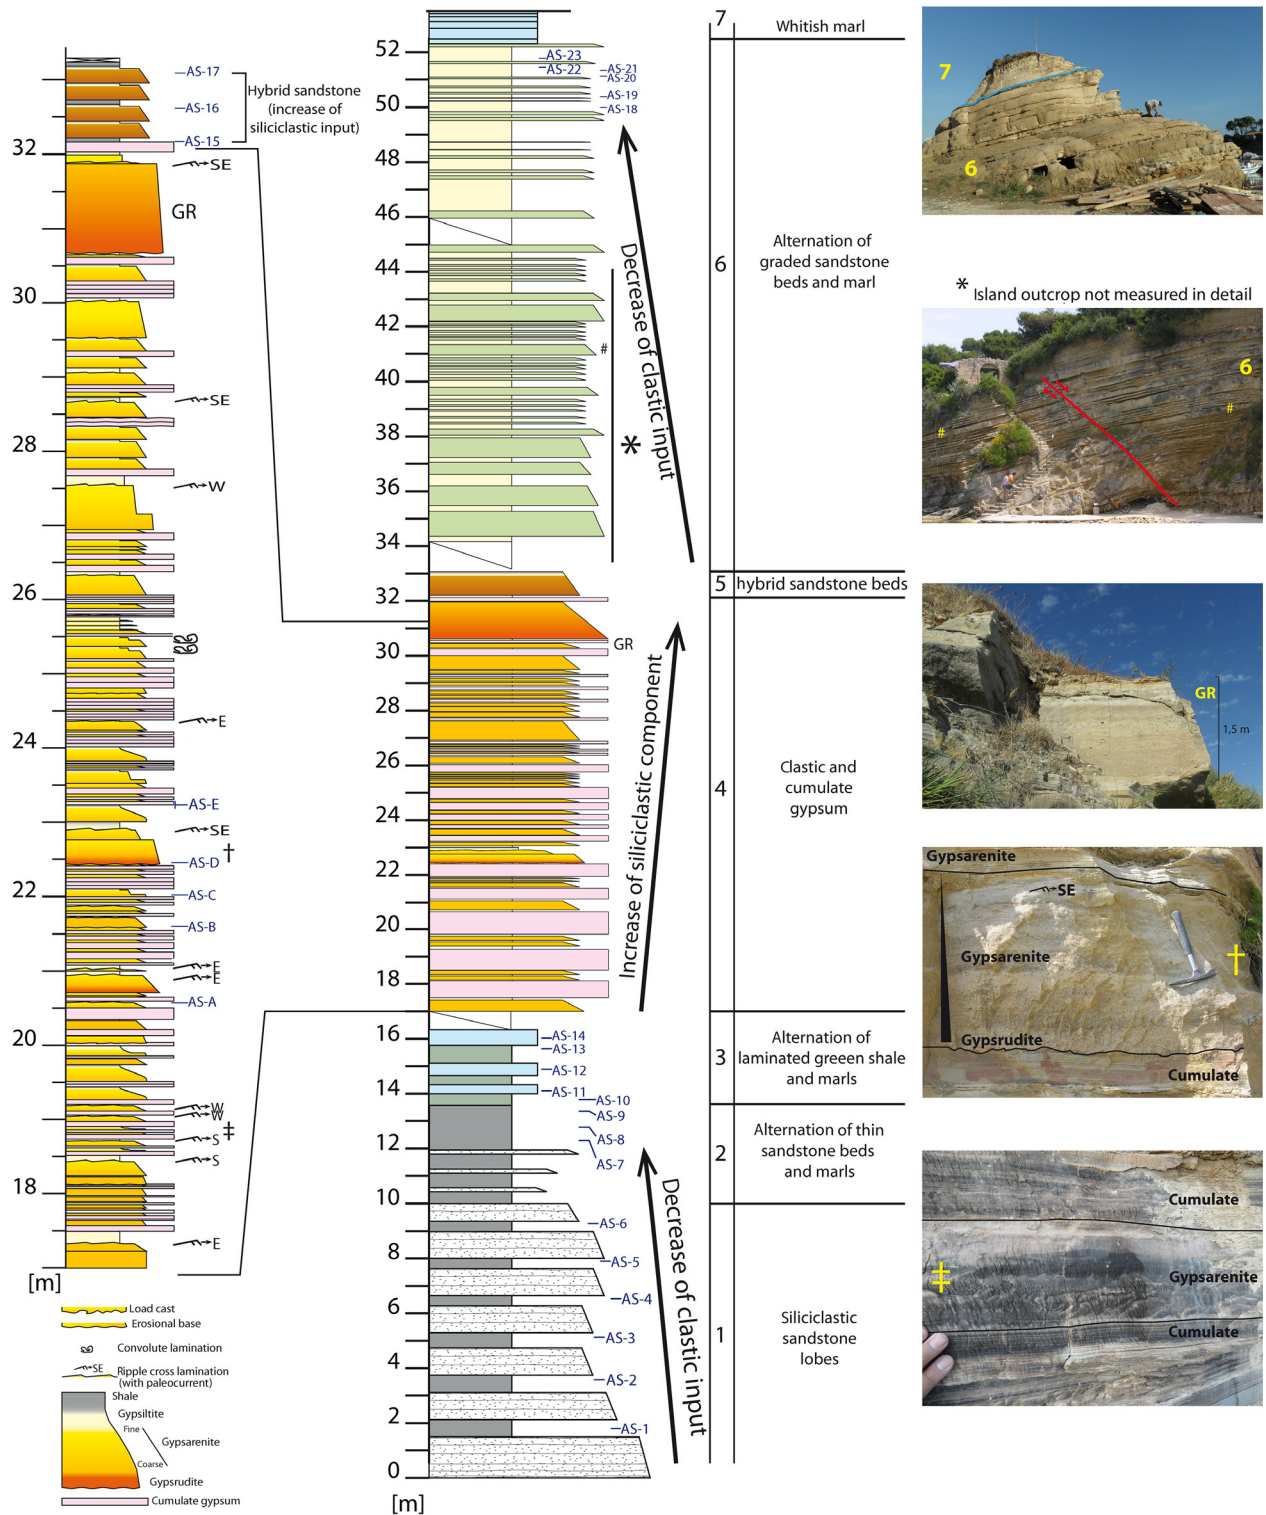 AS-17
AS-16
AS-15
Hybrid sandstone
(increase of
siliciclastic input)
32
SE
GR
30
SE
28
W
26
E
24
AS-E
SE
†
AS-D
22
AS-C
AS-B
E
E
AS-A
20
W
W
‡
S
S
18
E
[m]
Load cast
Erosional base
Convolute lamination
SE
Ripple cross lamination
(with paleocurrent)
Shale
Gypsiltite
Fine
Gypsarenite
Coarse
Gypsrudite
Cumulate gypsum
52
AS-23
AS-22
AS-21
AS-20
AS-19
50
AS-18
48
46
44
42
#
40
38
*
36
34
32
GR
30
28
26
24
22
20
18
16
AS-14
AS-13
AS-12
14
AS-11
AS-10
AS-9
AS-8
12
AS-7
10
AS-6
8
AS-5
AS-4
6
AS-3
4
AS-2
2
AS-1
0
[m]
Decrease of clastic input
Increase of siliciclastic component
Decrease of clastic input
7
Whitish marl
6
Alternation of
graded sandstone
beds and marl
5
hybrid sandstone beds
4
Clastic and
cumulate
gypsum
3
Alternation of
laminated greeen shale
and marls
2
Alternation of thin
sandstone beds
and marls
1
Siliciclastic
sandstone
lobes
7
6
* Island outcrop not measured in detail
6
#
#
GR
1,5 m
Gypsarenite
SE
Gypsarenite
†
Gypsrudite
Cumulate
Cumulate
‡
Gypsarenite
Cumulate